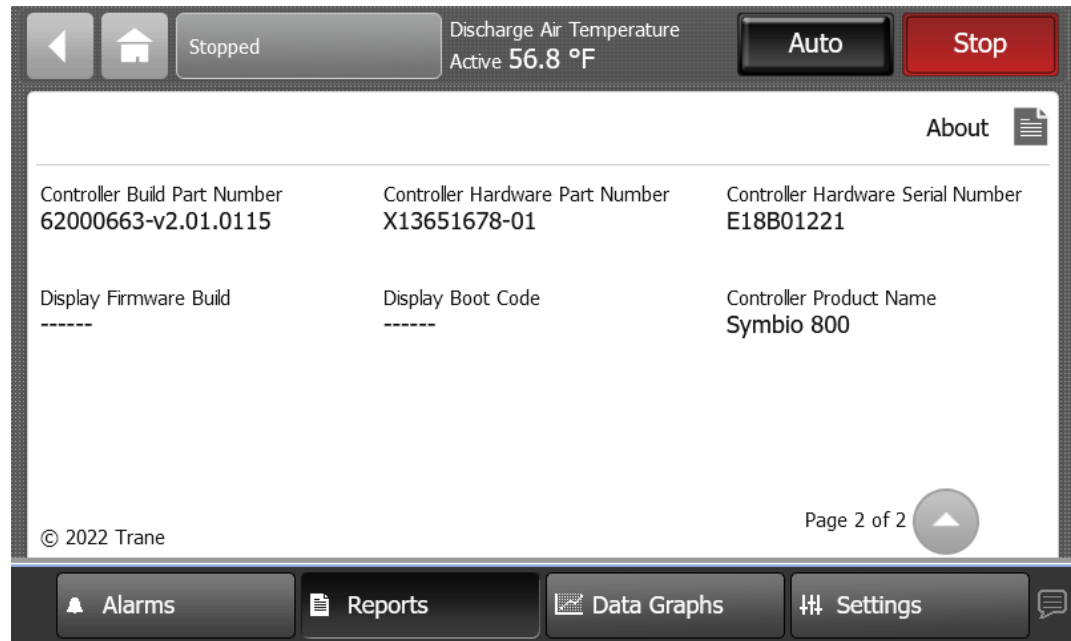 Stopped
Discharge Air Temperature
Active 56.8 °F
Auto
Stop
About
Controller Build Part Number
62000663-v2.01.0115
Controller Hardware Part Number
X13651678-01
Controller Hardware Serial Number
E18B01221
Display Firmware Build
------
Display Boot Code
------
Controller Product Name
Symbio 800
Page 2 of 2
© 2022 Trane
Alarms
Reports
Data Graphs
Settings